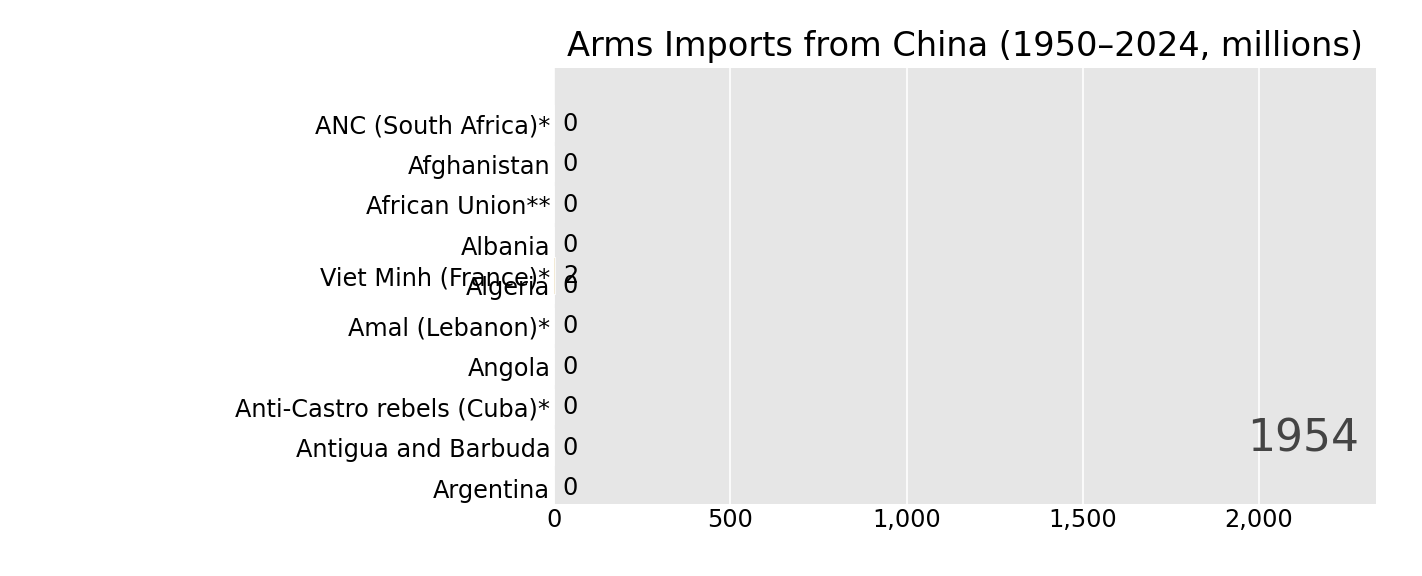 Arms Imports from China (1950–2024, millions)
ANC (South Africa)* 0
Afghanistan 0
African Union** 0
Albania 0
Viet Minh (France)* 2
Algeria 0
Amal (Lebanon)* 0
Angola 0
Anti-Castro rebels (Cuba)* 0
1954
Antigua and Barbuda 0
Argentina 0
0 500 1,000 1,500 2,000